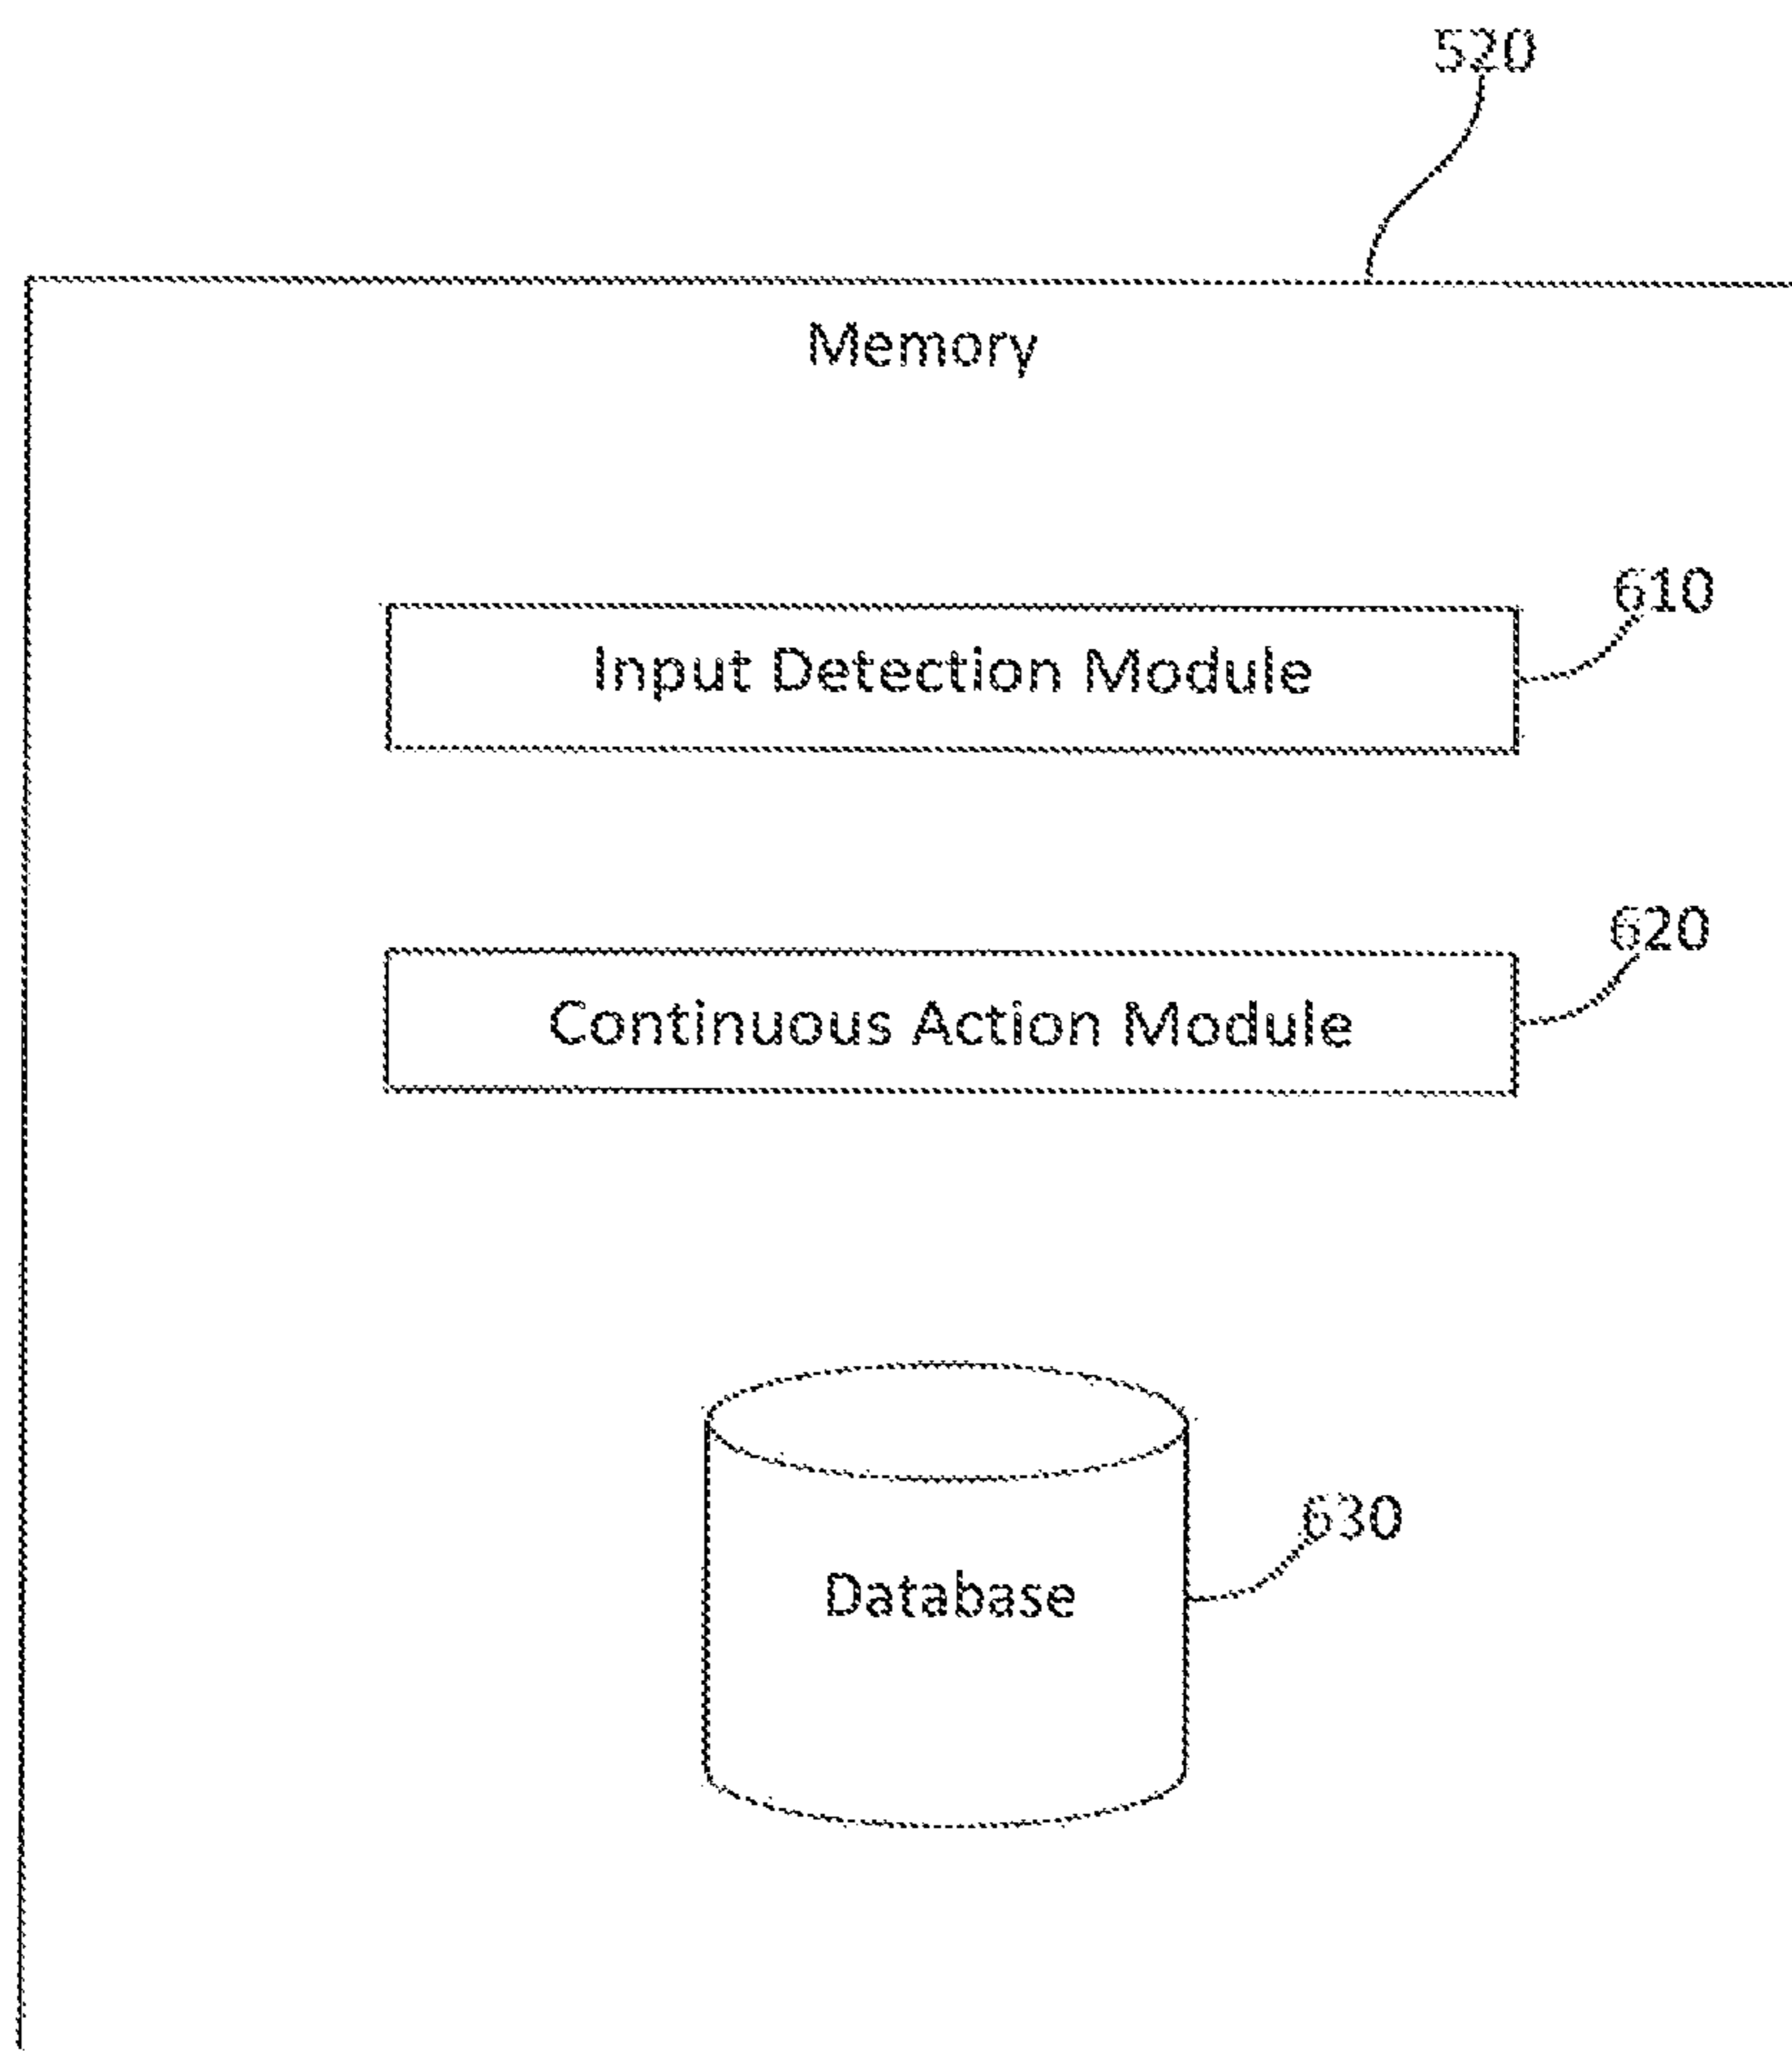 520
Memory
610
Input Detection Module
620
Continuous Action Module
630
Database